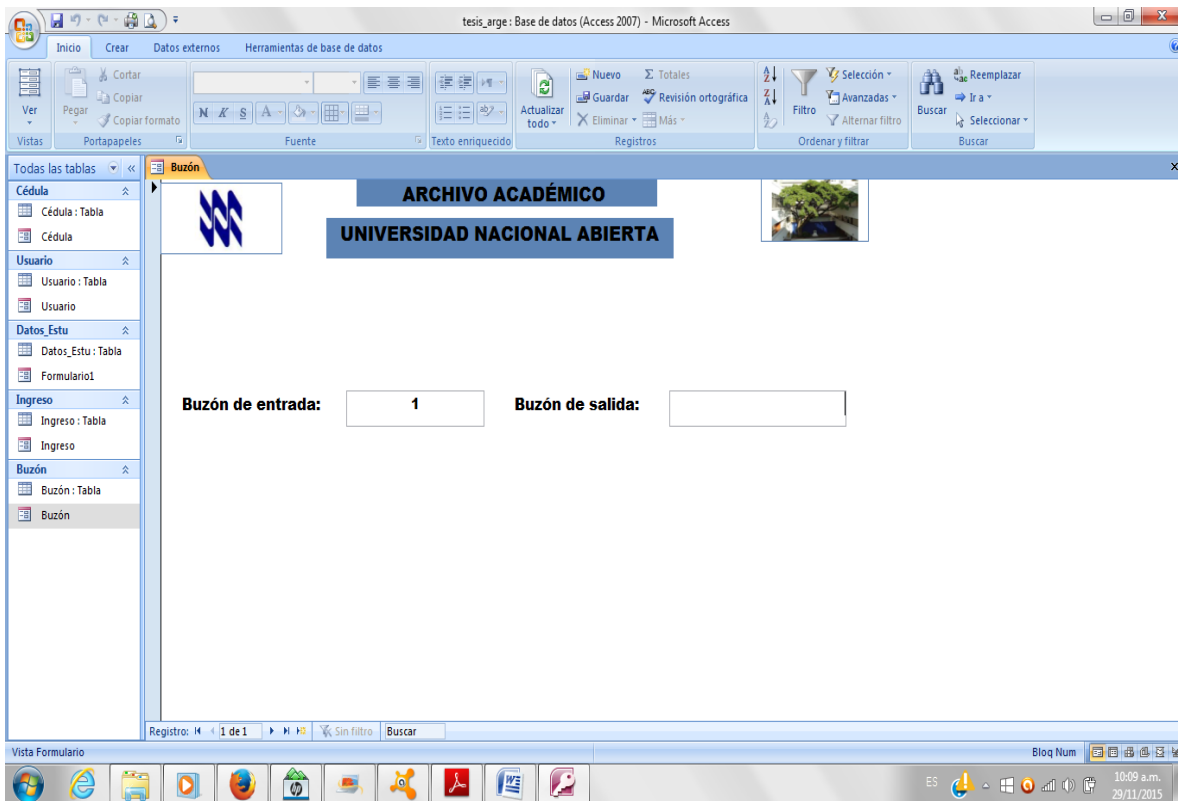 tesis_arge : Base de datos (Access 2007) - Microsoft Access
Inicio Crear Datos externos Herramientas de base de datos
Ver
Vistas
Pegar
Cortar
Copiar
Copiar formato
Portapapeles
N K S A
Fuente
Texto enriquecido
Actualizar todo
Nuevo
Guardar
Eliminar
Σ Totales
Revisión ortográfica
Más
Registros
Filtro
Selección
Avanzadas
Alternar filtro
Ordenar y filtrar
Buscar
Reemplazar
Ir a
Seleccionar
Buscar
Todas las tablas
Cédula
Cédula : Tabla
Cédula
Usuario
Usuario : Tabla
Usuario
Datos_Estu
Datos_Estu : Tabla
Formulario1
Ingreso
Ingreso : Tabla
Ingreso
Buzón
Buzón : Tabla
Buzón
Buzón
ARCHIVO ACADÉMICO
UNIVERSIDAD NACIONAL ABIERTA
Buzón de entrada: 1 Buzón de salida:
Registro: 1 de 1 Sin filtro Buscar
Vista Formulario Bloq Num
ES 10:09 a.m.
29/11/2015